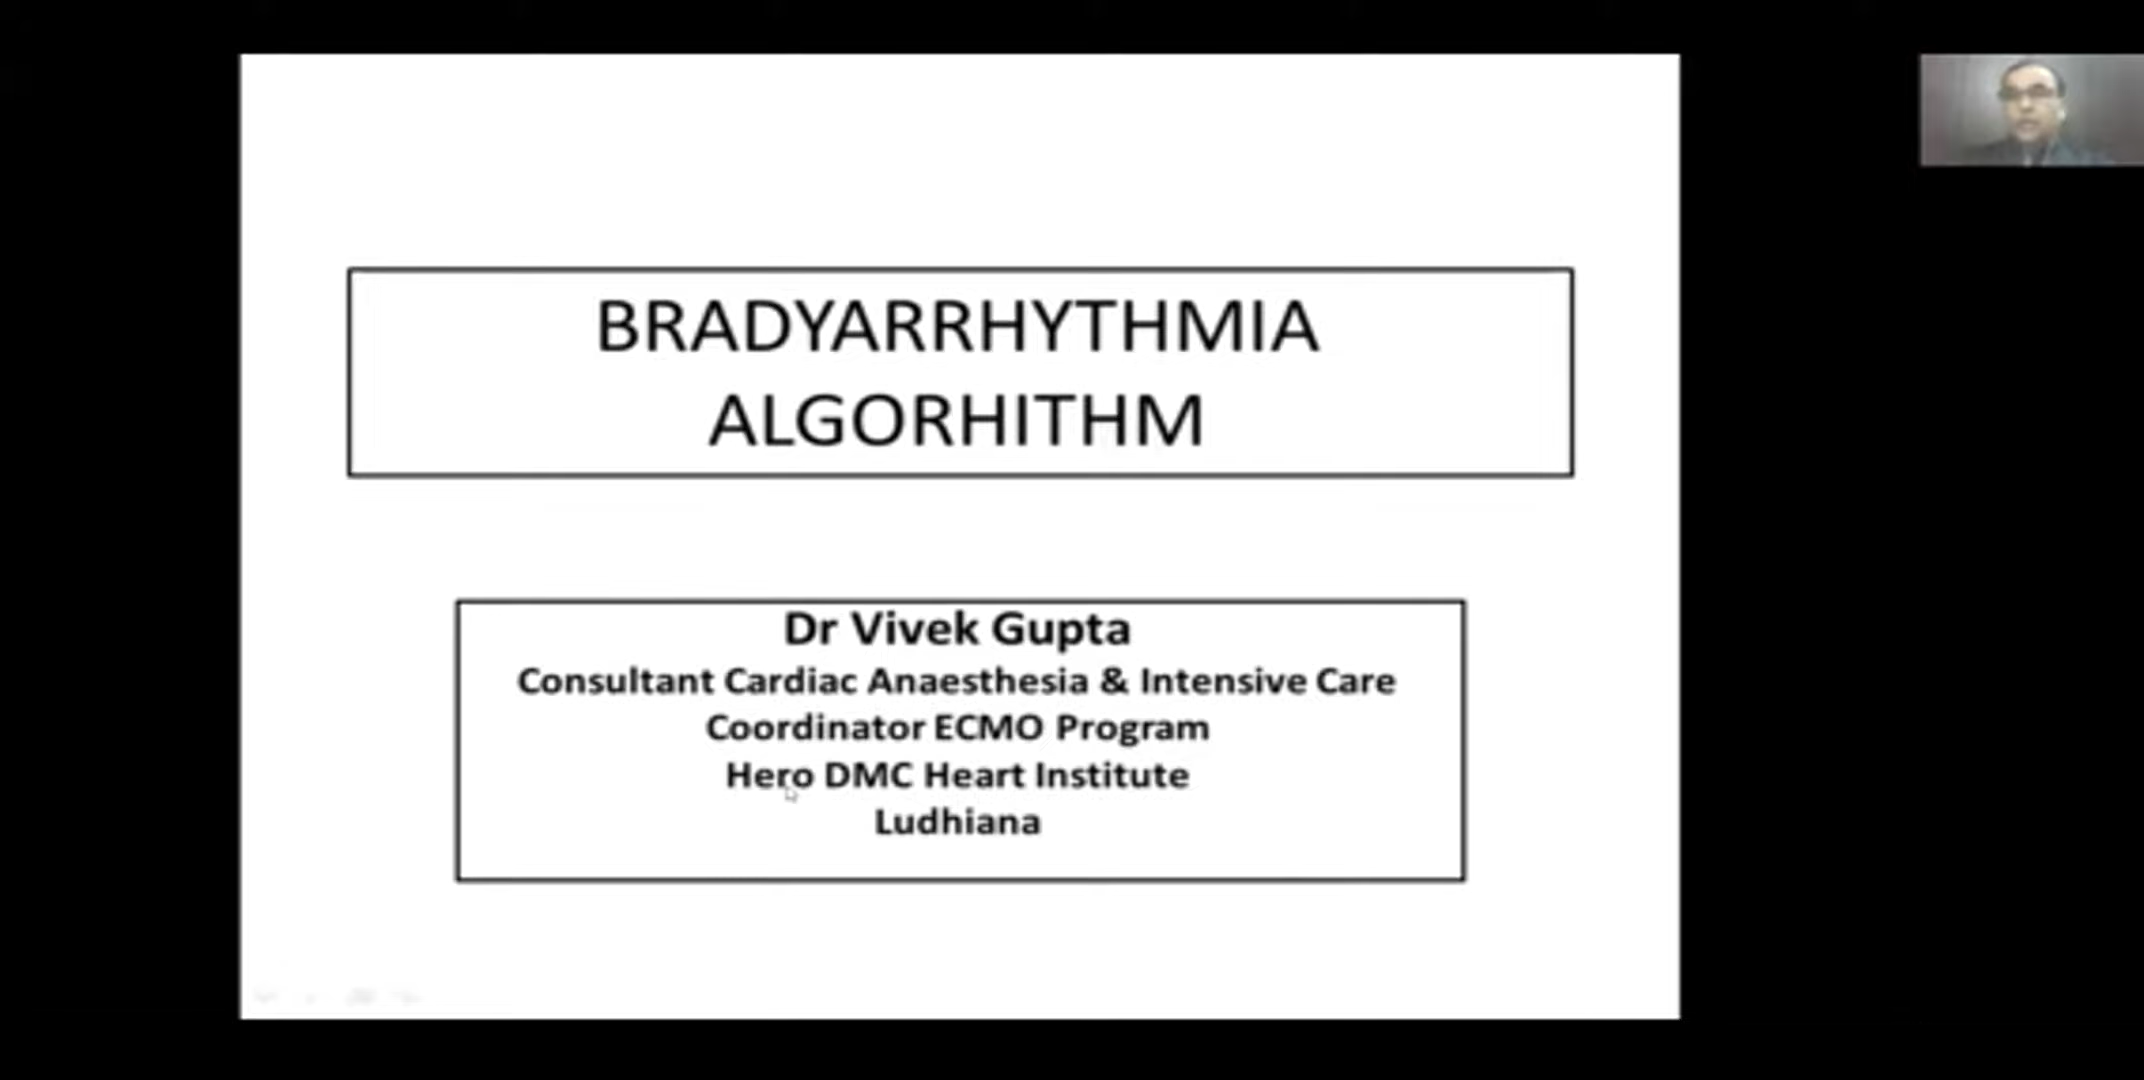 BRADYARRHYTHMIA
ALGORHITHM
Dr Vivek Gupta
Consultant Cardiac Anaesthesia & Intensive Care
Coordinator ECMO Program
Hero DMC Heart Institute
Ludhiana